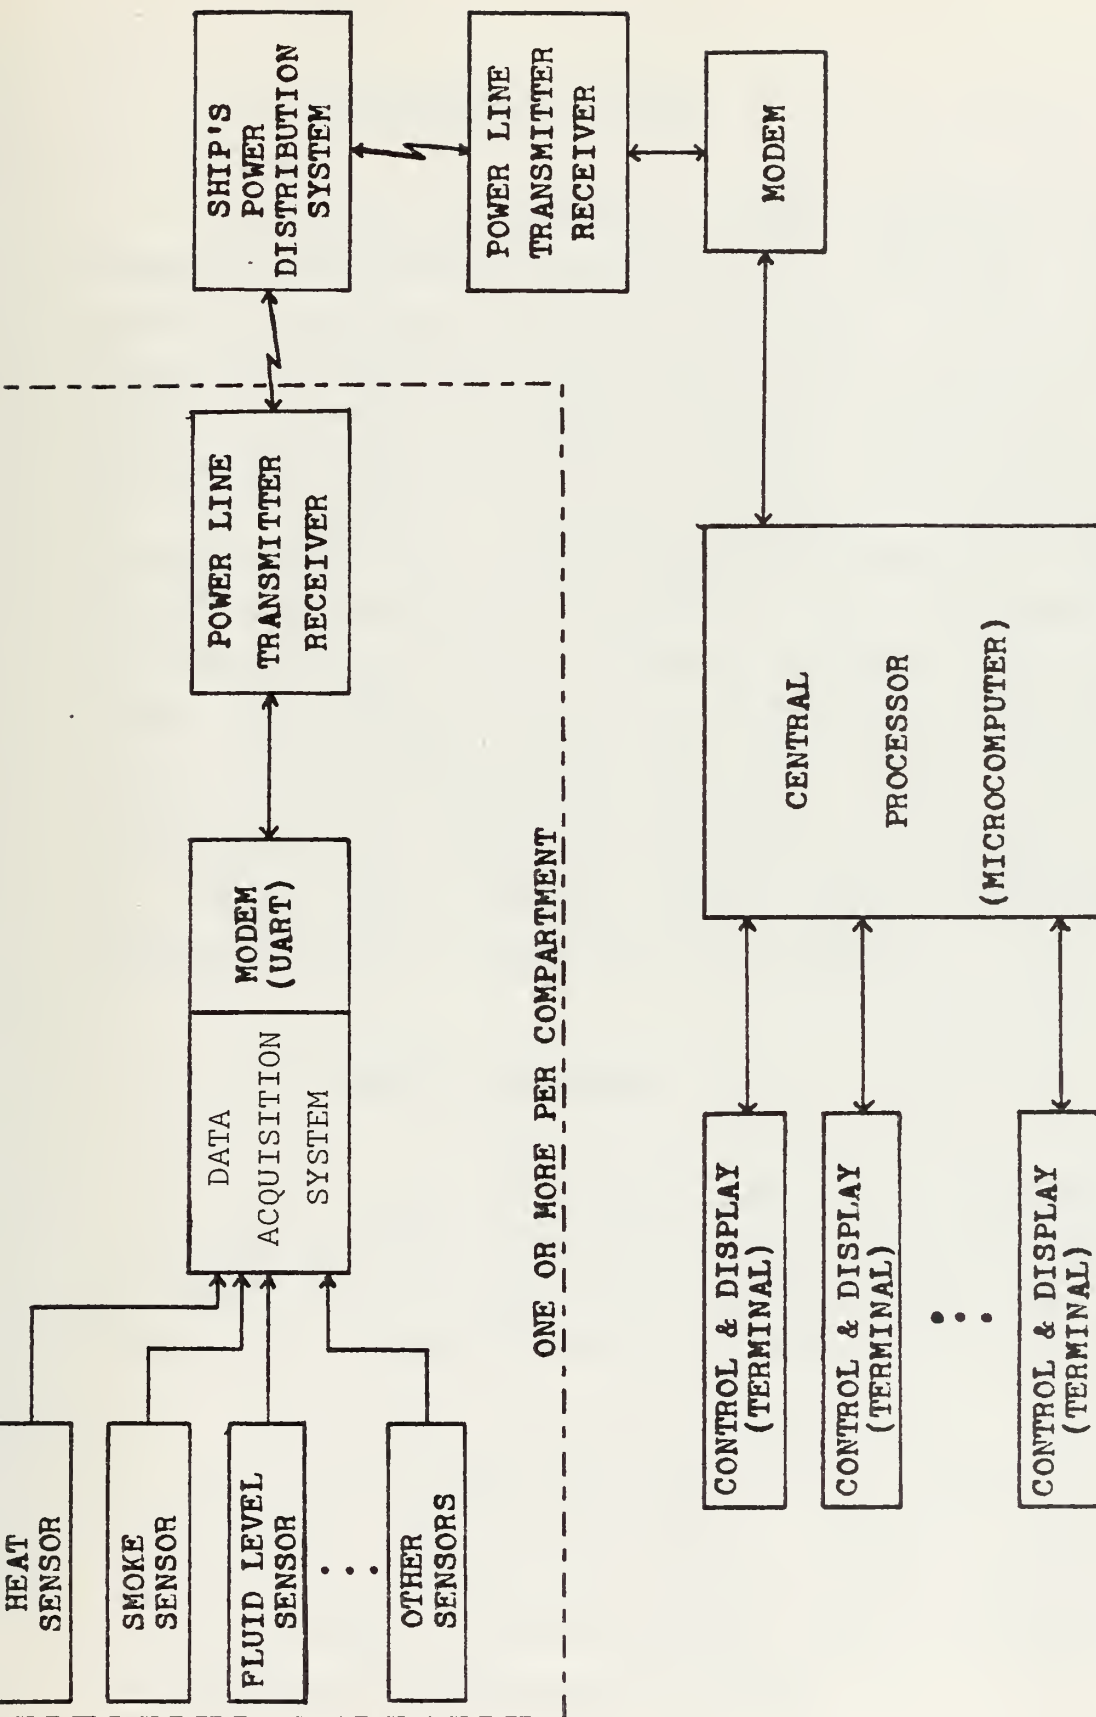 HEAT
SENSOR
SMOKE
SENSOR
FLUID LEVEL
SENSOR
OTHER
SENSORS
DATA
ACQUISITION
SYSTEM
MODEM
(UART)
POWER LINE
TRANSMITTER
RECEIVER
SHIP'S
POWER
DISTRIBUTION
SYSTEM
ONE OR MORE PER COMPARTMENT
POWER LINE
TRANSMITTER
RECEIVER
MODEM
CENTRAL
PROCESSOR
(MICROCOMPUTER)
CONTROL & DISPLAY
(TERMINAL)
CONTROL & DISPLAY
(TERMINAL)
CONTROL & DISPLAY
(TERMINAL)